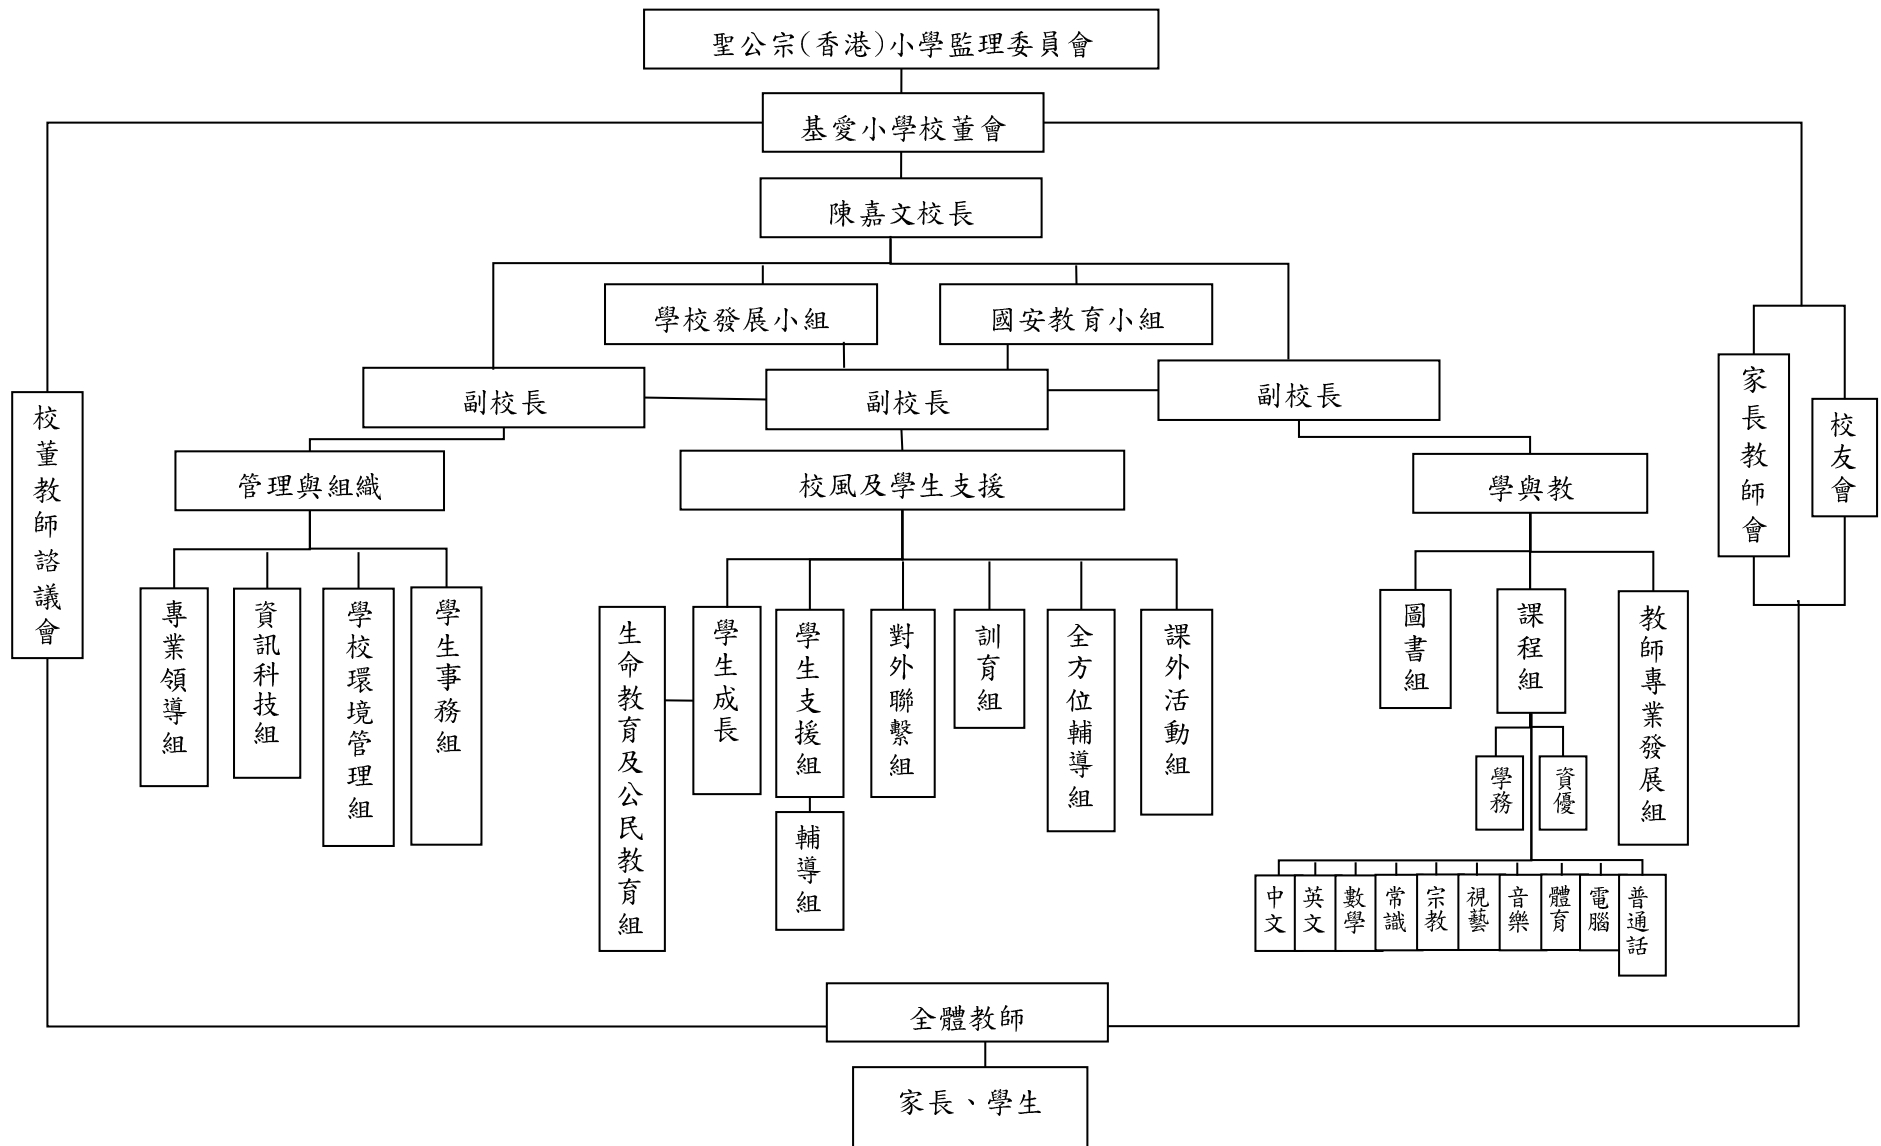 聖公宗(香港)小學監理委員會
基愛小學校董會
陳嘉文校長
學校發展小組
國安教育小組
副校長
副校長
副校長
校董教師諮議會
家長教師會
校友會
管理與組織
校風及學生支援
學與教
專業領導組
資訊科技組
學校環境管理組
學生事務組
生命教育及公民教育組
學生成長
學生支援組
對外聯繫組
訓育組
全方位輔導組
課外活動組
圖書組
課程組
教師專業發展組
學務
資優
輔導組
中文
英文
數學
常識
宗教
視藝
音樂
體育
電腦
普通話
全體教師
家長、學生